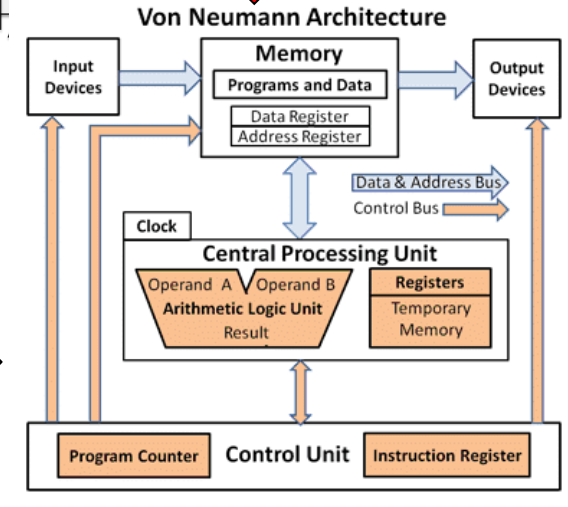 Von Neumann Architecture
Input
Devices
Memory
Programs and Data
Data Register
Address Register
Output
Devices
Data & Address Bus
Control Bus
Clock
Central Processing Unit
Operand A
Operand B
Arithmetic Logic Unit
Result
Registers
Temporary
Memory
Program Counter
Control Unit
Instruction Register